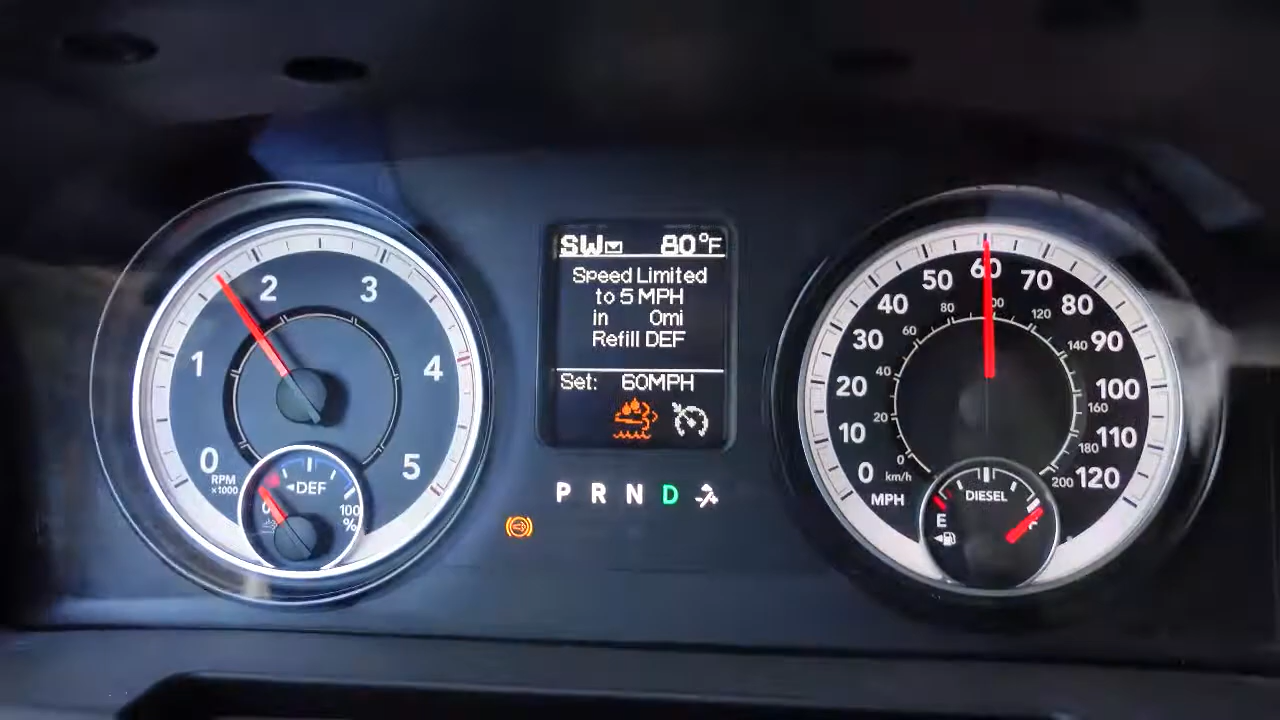 SW 80°F
Speed Limited
to 5 MPH
in 0mi
Refill DEF
Set: 60MPH
P R N D
0
1
2
3
4
5
RPM
x1000
DEF
0
100
%
0
10
20
30
40
50
60
70
80
90
100
110
120
MPH
0
20
40
60
80
100
120
140
160
180
200
km/h
DIESEL
E